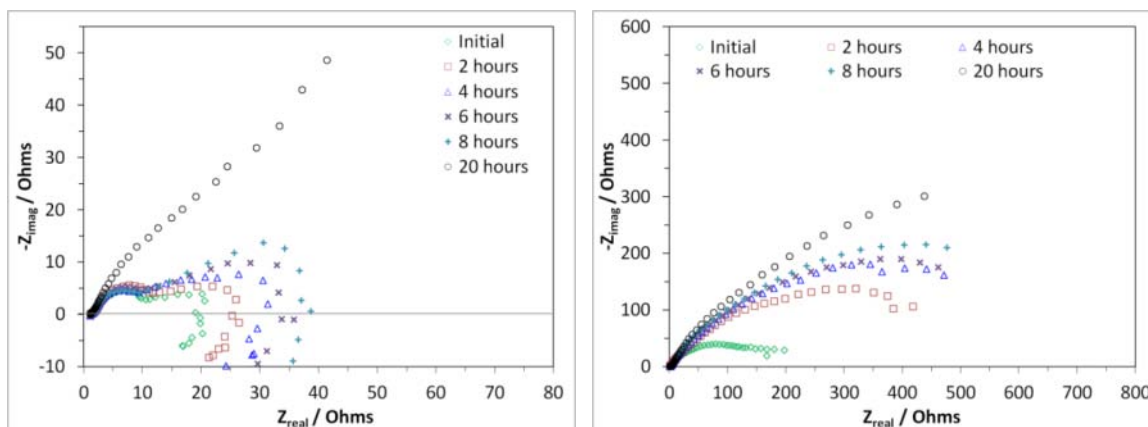 50
40
30
20
10
0
-10
-Zimag / Ohms
Initial
2 hours
4 hours
6 hours
8 hours
20 hours
0 10 20 30 40 50 60 70 80
Zreal / Ohms
600
500
400
300
200
100
0
-Zimag / Ohms
Initial 2 hours 4 hours
6 hours 8 hours 20 hours
0 100 200 300 400 500 600 700 800
Zreal / Ohms